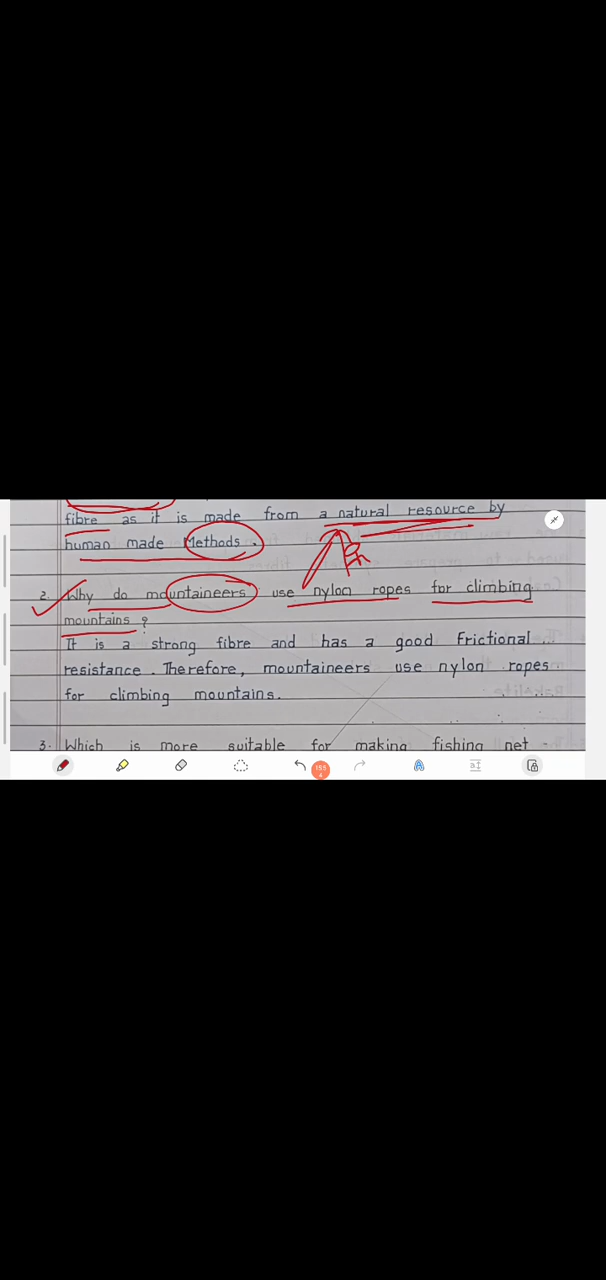 fibre as it is made from a natural resource by
human made Methods.
2. Why do mountaineers use nylon ropes for climbing
mountains ?
It is a strong fibre and has a good Frictional
resistance. Therefore, mountaineers use nylon ropes
for climbing mountains.
3. Which is more suitable for making fishing net